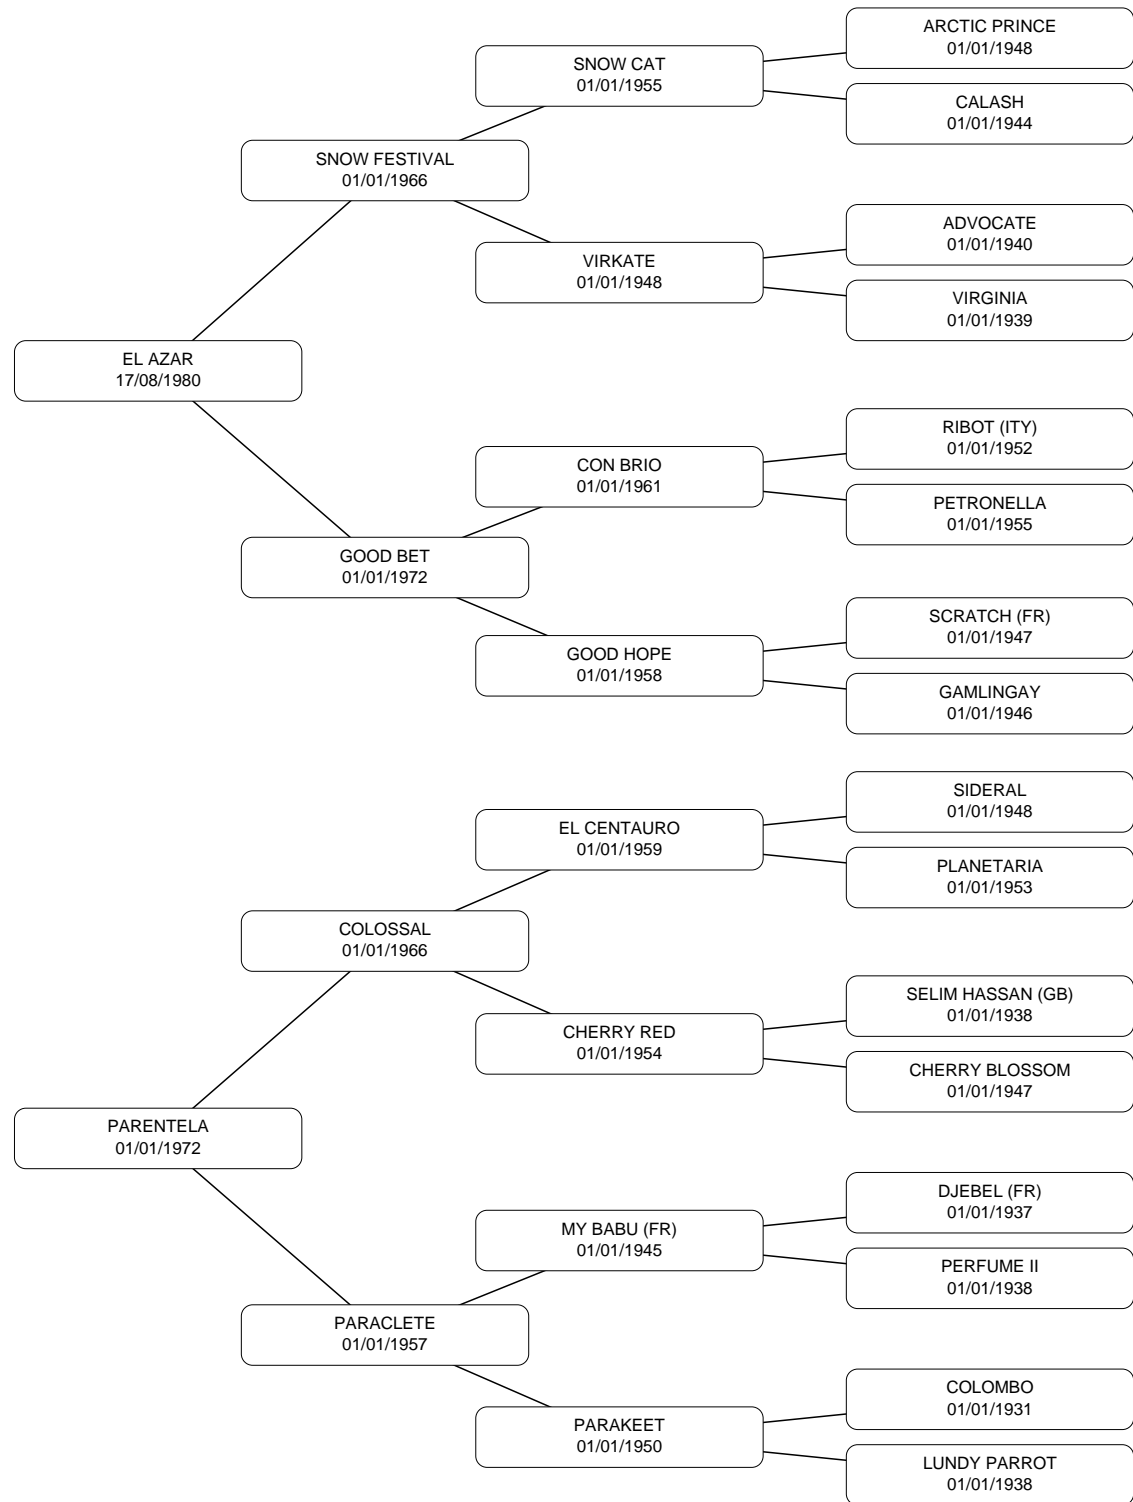 ARCTIC PRINCE
01/01/1948
SNOW CAT
01/01/1955
CALASH
01/01/1944
SNOW FESTIVAL
01/01/1966
ADVOCATE
01/01/1940
VIRKATE
01/01/1948
VIRGINIA
01/01/1939
EL AZAR
17/08/1980
RIBOT (ITY)
01/01/1952
CON BRIO
01/01/1961
PETRONELLA
01/01/1955
GOOD BET
01/01/1972
SCRATCH (FR)
01/01/1947
GOOD HOPE
01/01/1958
GAMLINGAY
01/01/1946
SIDERAL
01/01/1948
EL CENTAURO
01/01/1959
PLANETARIA
01/01/1953
COLOSSAL
01/01/1966
SELIM HASSAN (GB)
01/01/1938
CHERRY RED
01/01/1954
CHERRY BLOSSOM
01/01/1947
PARENTELA
01/01/1972
DJEBEL (FR)
01/01/1937
MY BABU (FR)
01/01/1945
PERFUME II
01/01/1938
PARACLETE
01/01/1957
COLOMBO
01/01/1931
PARAKEET
01/01/1950
LUNDY PARROT
01/01/1938